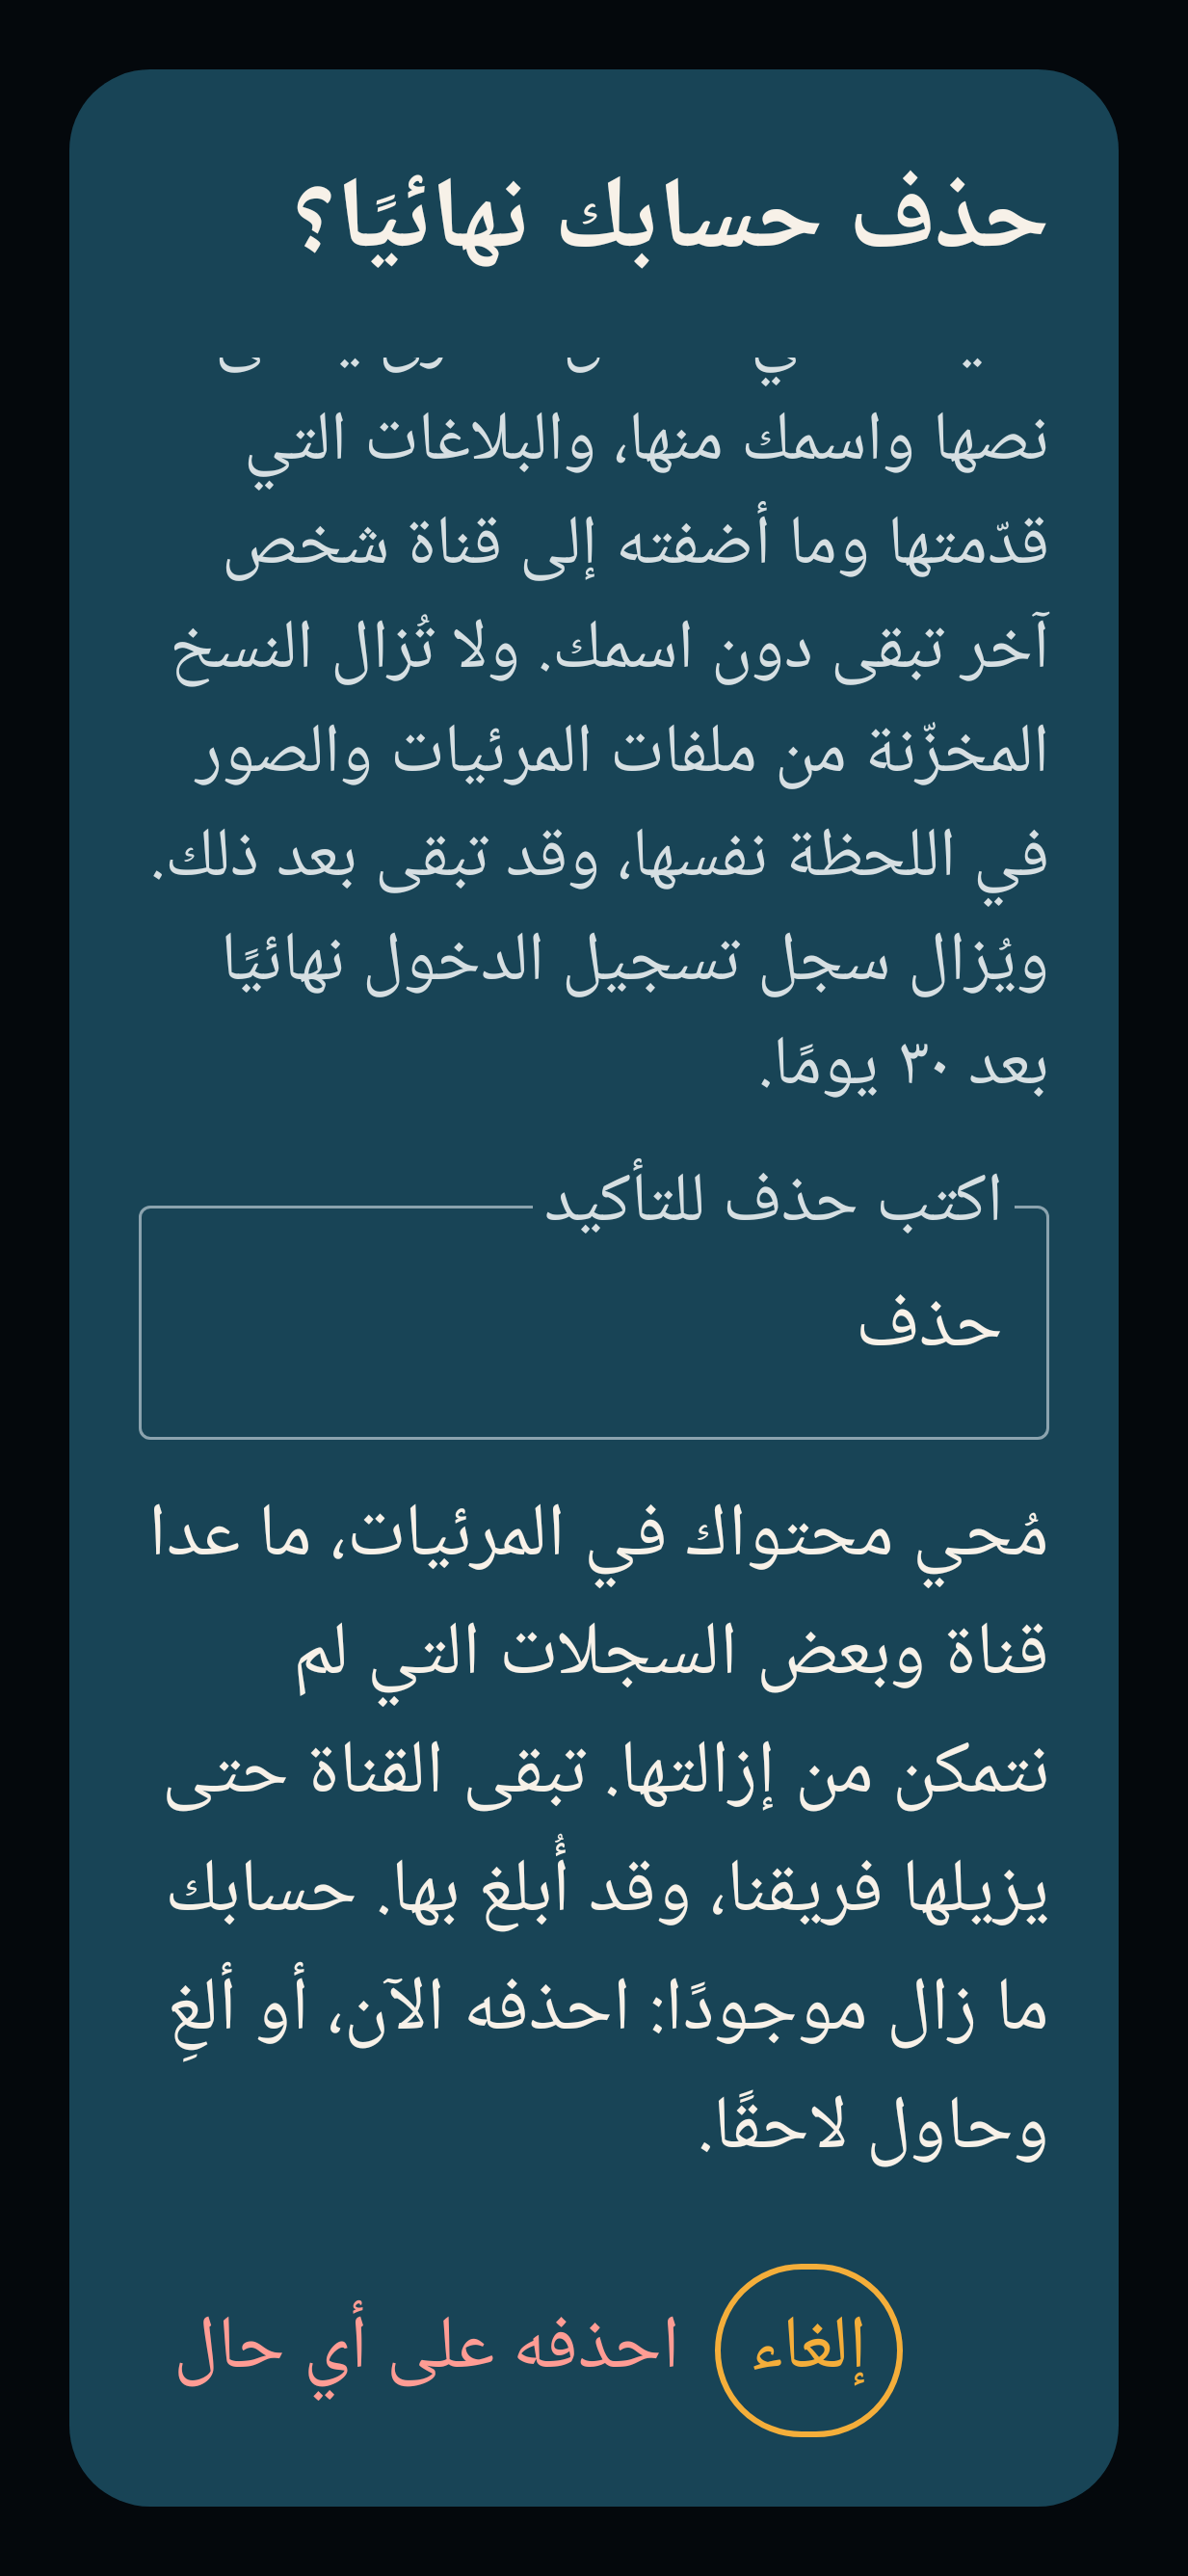 حذف حسابك نهائيًا؟
نصها واسمك منها، والبلاغات التي
قدّمتها وما أضفته إلى قناة شخص
آخر تبقى دون اسمك. ولا تُزال النسخ
المخزّنة من ملفات المرئيات والصور
في اللحظة نفسها، وقد تبقى بعد ذلك.
ويُزال سجل تسجيل الدخول نهائيًا
بعد ٣٠ يومًا.
اكتب حذف للتأكيد
حذف
مُحي محتواك في المرئيات، ما عدا
قناة وبعض السجلات التي لم
نتمكن من إزالتها. تبقى القناة حتى
يزيلها فريقنا، وقد أُبلغ بها. حسابك
ما زال موجودًا: احذفه الآن، أو ألغِ
وحاول لاحقًا.
إلغاء
احذفه على أي حال